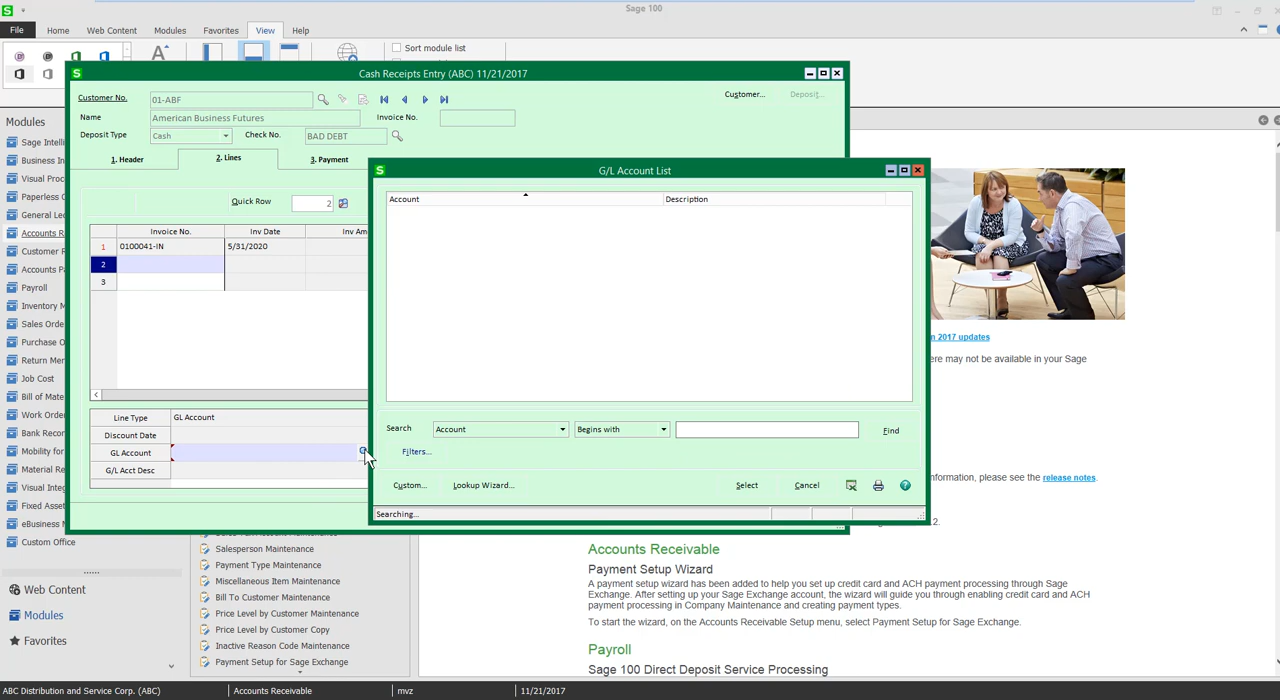 Sage 100
File Home Web Content Modules Favorites View Help
Sort module list
Cash Receipts Entry (ABC) 11/21/2017
Customer No. 01-ABF Customer... Deposit...
Name American Business Futures Invoice No.
Deposit Type Cash Check No. BAD DEBT
1. Header 2. Lines 3. Payment
Quick Row 2
Invoice No. Inv Date Inv Am
1 0100041-IN 5/31/2020
2
3
Line Type GL Account
Discount Date
GL Account
G/L Acct Desc
G/L Account List
Account Description
Search Account Begins with Find
Filters...
Custom... Lookup Wizard... Select Cancel
Searching...
Modules
Sage Intelli
Business In
Visual Proc
Paperless O
General Led
Accounts R
Customer R
Accounts Pa
Payroll
Inventory M
Sales Orde
Purchase O
Return Mer
Job Cost
Bill of Mate
Work Orde
Bank Recor
Mobility fo
Material Re
Visual Integ
Fixed Asset
eBusiness M
Custom Office
Web Content
Modules
Favorites
Salesperson Maintenance
Payment Type Maintenance
Miscellaneous Item Maintenance
Bill To Customer Maintenance
Price Level by Customer Maintenance
Price Level by Customer Copy
Inactive Reason Code Maintenance
Payment Setup for Sage Exchange
n 2017 updates
ere may not be available in your Sage
nformation, please see the release notes.
2.
Accounts Receivable
Payment Setup Wizard
A payment setup wizard has been added to help you set up credit card and ACH payment processing through Sage
Exchange. After setting up your Sage Exchange account, the wizard will guide you through enabling credit card and ACH
payment processing in Company Maintenance and creating payment types.
To start the wizard, on the Accounts Receivable Setup menu, select Payment Setup for Sage Exchange.
Payroll
Sage 100 Direct Deposit Service Processing
ABC Distribution and Service Corp. (ABC) Accounts Receivable mvz 11/21/2017